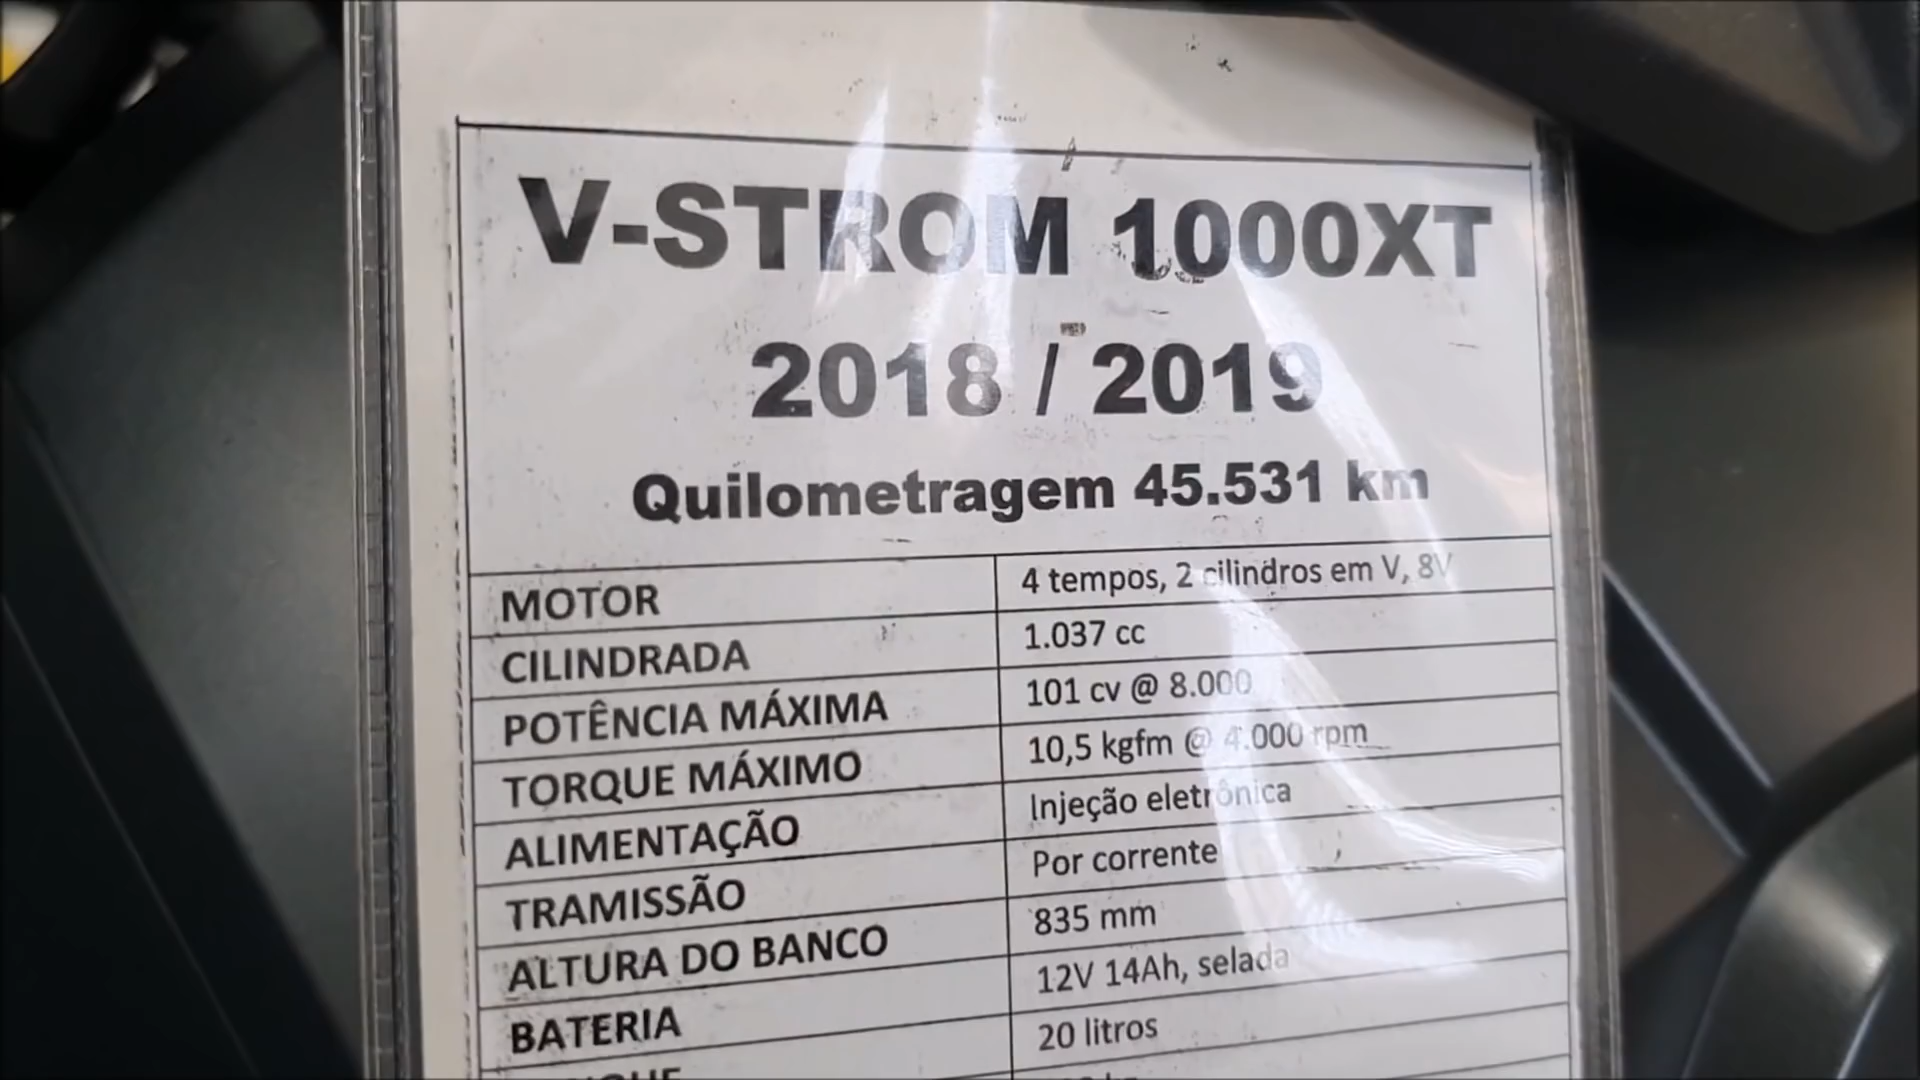 V-STROM 1000XT
2018 / 2019
Quilometragem 45.531 km
MOTOR 4 tempos, 2 cilindros em V, 8V
CILINDRADA 1.037 cc
POTÊNCIA MÁXIMA 101 cv @ 8.000
TORQUE MÁXIMO 10,5 kgfm @ 4.000 rpm
ALIMENTAÇÃO Injeção eletrônica
TRAMISSÃO Por corrente
ALTURA DO BANCO 835 mm
BATERIA 12V 14Ah, selada
20 litros